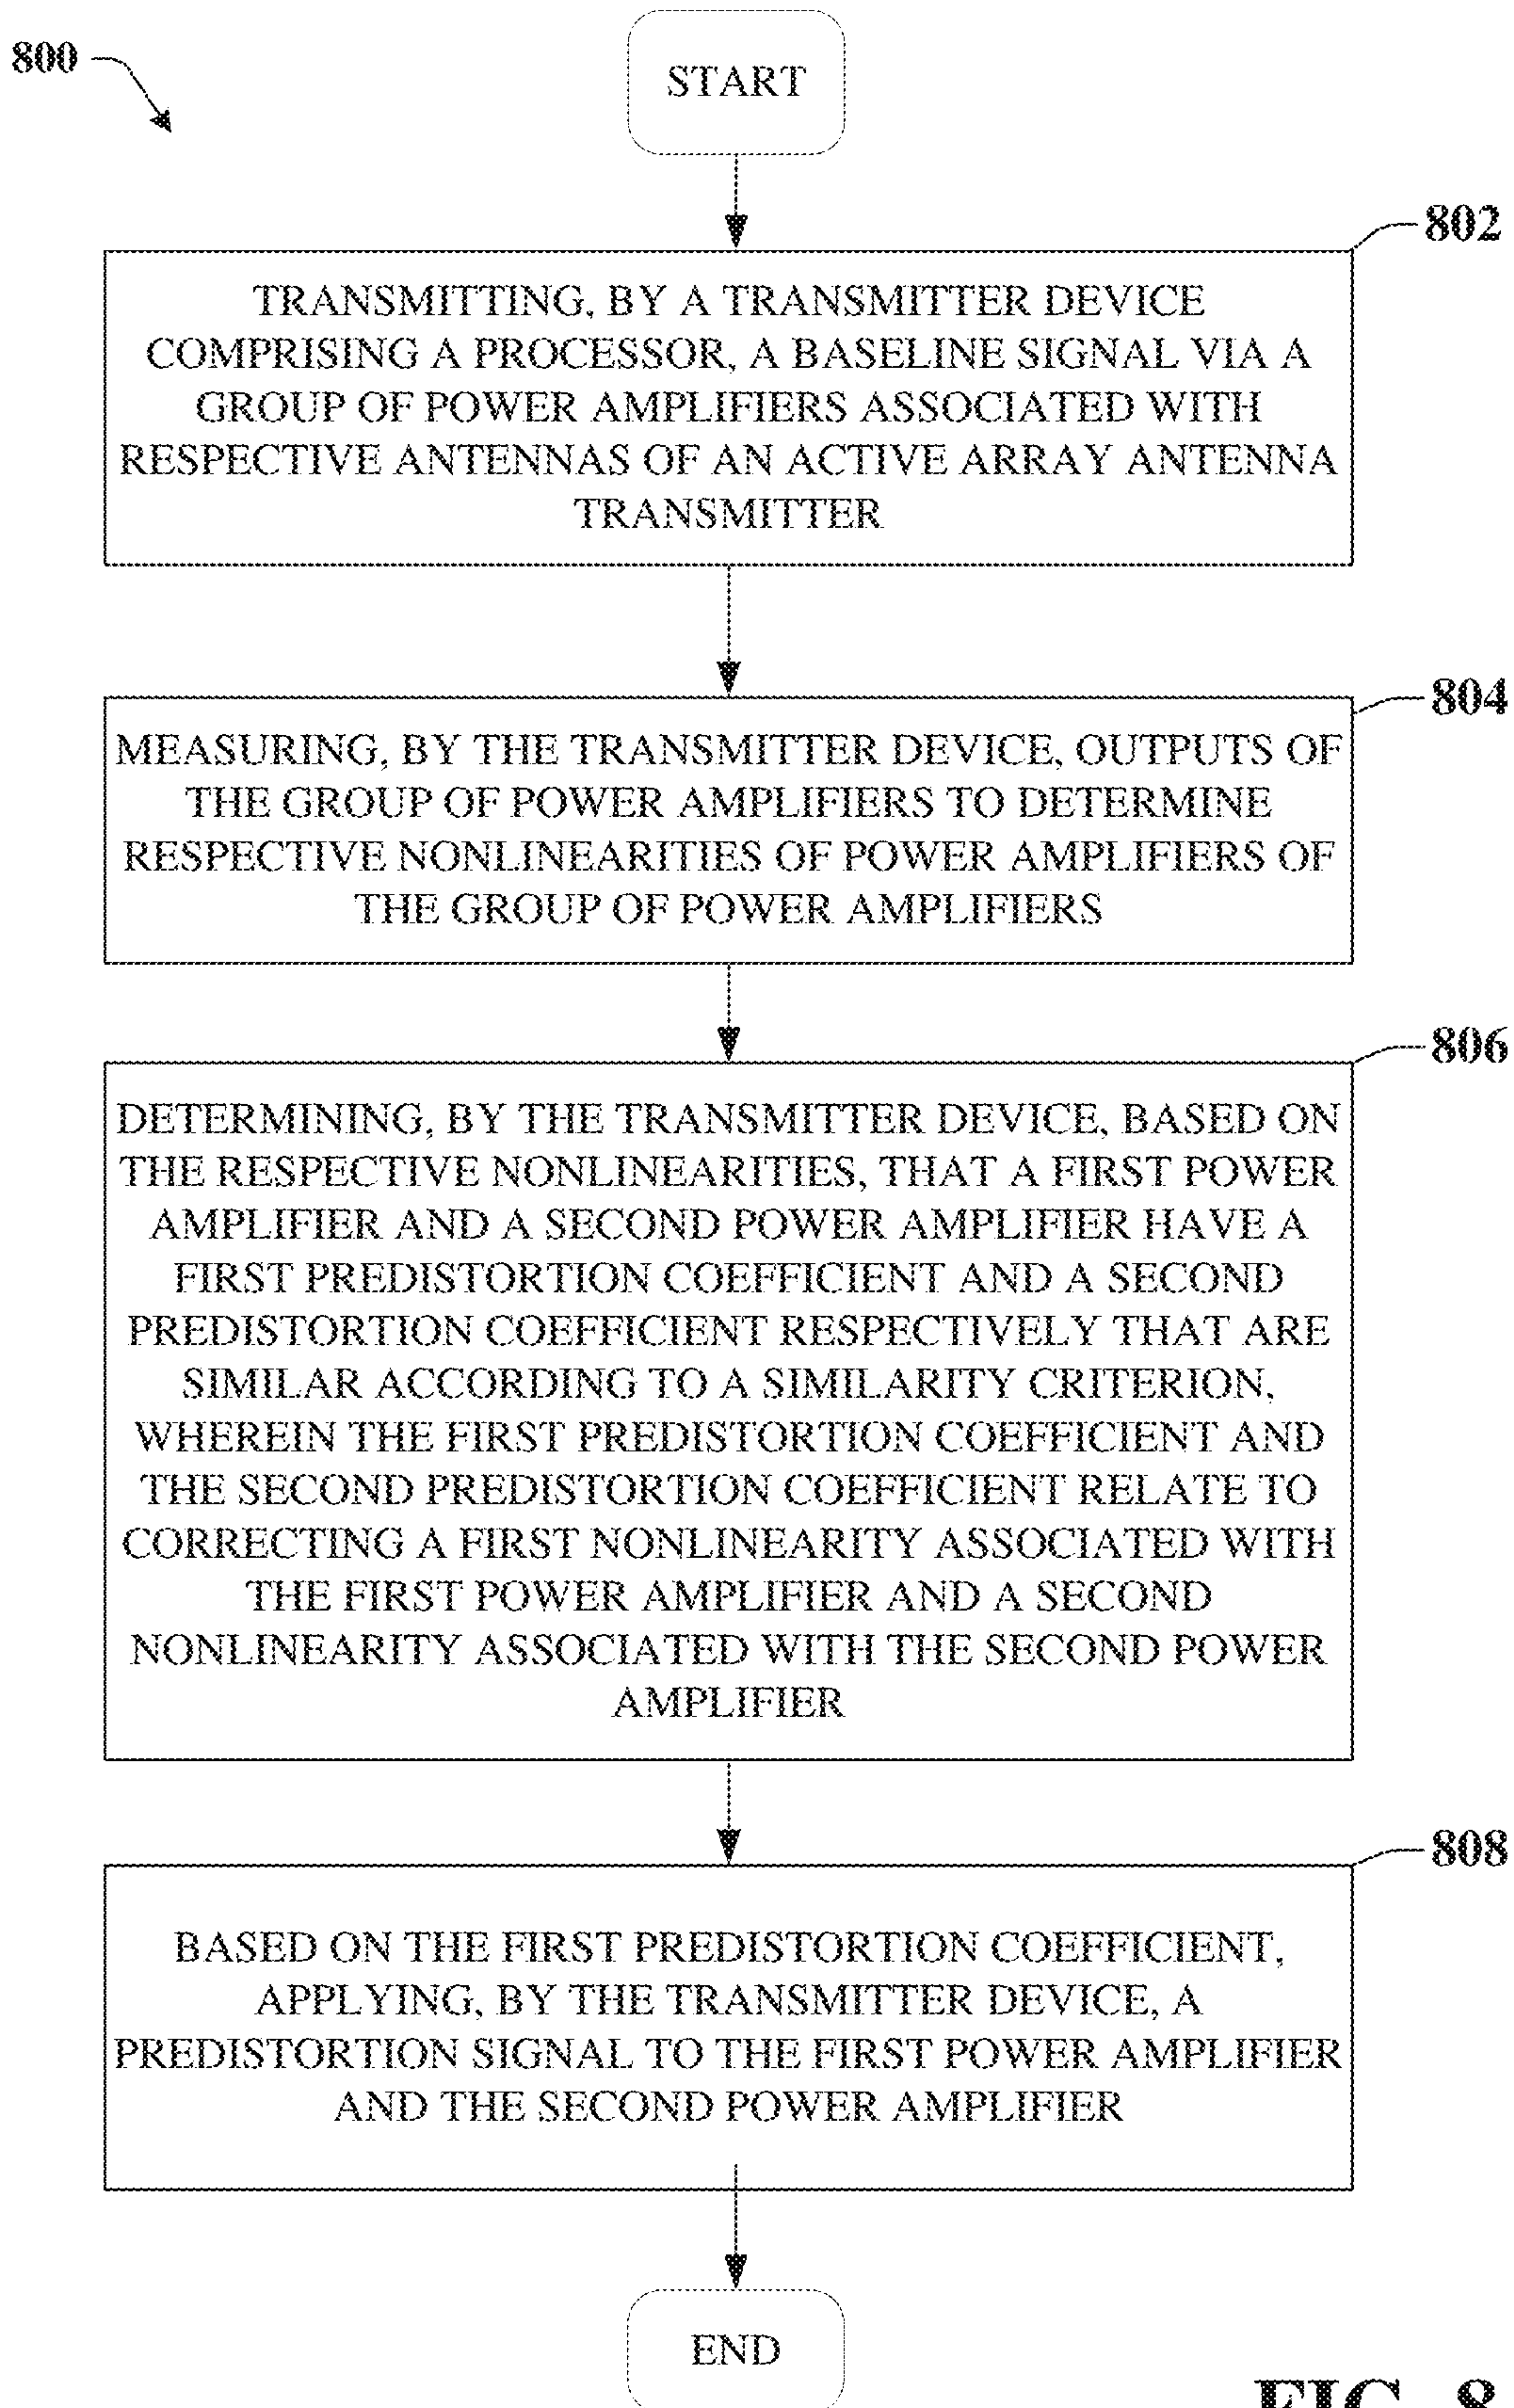 800
START
802
TRANSMITTING, BY A TRANSMITTER DEVICE
COMPRISING A PROCESSOR, A BASELINE SIGNAL VIA A
GROUP OF POWER AMPLIFIERS ASSOCIATED WITH
RESPECTIVE ANTENNAS OF AN ACTIVE ARRAY ANTENNA
TRANSMITTER
804
MEASURING, BY THE TRANSMITTER DEVICE, OUTPUTS OF
THE GROUP OF POWER AMPLIFIERS TO DETERMINE
RESPECTIVE NONLINEARITIES OF POWER AMPLIFIERS OF
THE GROUP OF POWER AMPLIFIERS
806
DETERMINING, BY THE TRANSMITTER DEVICE, BASED ON
THE RESPECTIVE NONLINEARITIES, THAT A FIRST POWER
AMPLIFIER AND A SECOND POWER AMPLIFIER HAVE A
FIRST PREDISTORTION COEFFICIENT AND A SECOND
PREDISTORTION COEFFICIENT RESPECTIVELY THAT ARE
SIMILAR ACCORDING TO A SIMILARITY CRITERION,
WHEREIN THE FIRST PREDISTORTION COEFFICIENT AND
THE SECOND PREDISTORTION COEFFICIENT RELATE TO
CORRECTING A FIRST NONLINEARITY ASSOCIATED WITH
THE FIRST POWER AMPLIFIER AND A SECOND
NONLINEARITY ASSOCIATED WITH THE SECOND POWER
AMPLIFIER
808
BASED ON THE FIRST PREDISTORTION COEFFICIENT,
APPLYING, BY THE TRANSMITTER DEVICE, A
PREDISTORTION SIGNAL TO THE FIRST POWER AMPLIFIER
AND THE SECOND POWER AMPLIFIER
END
FIG. 8